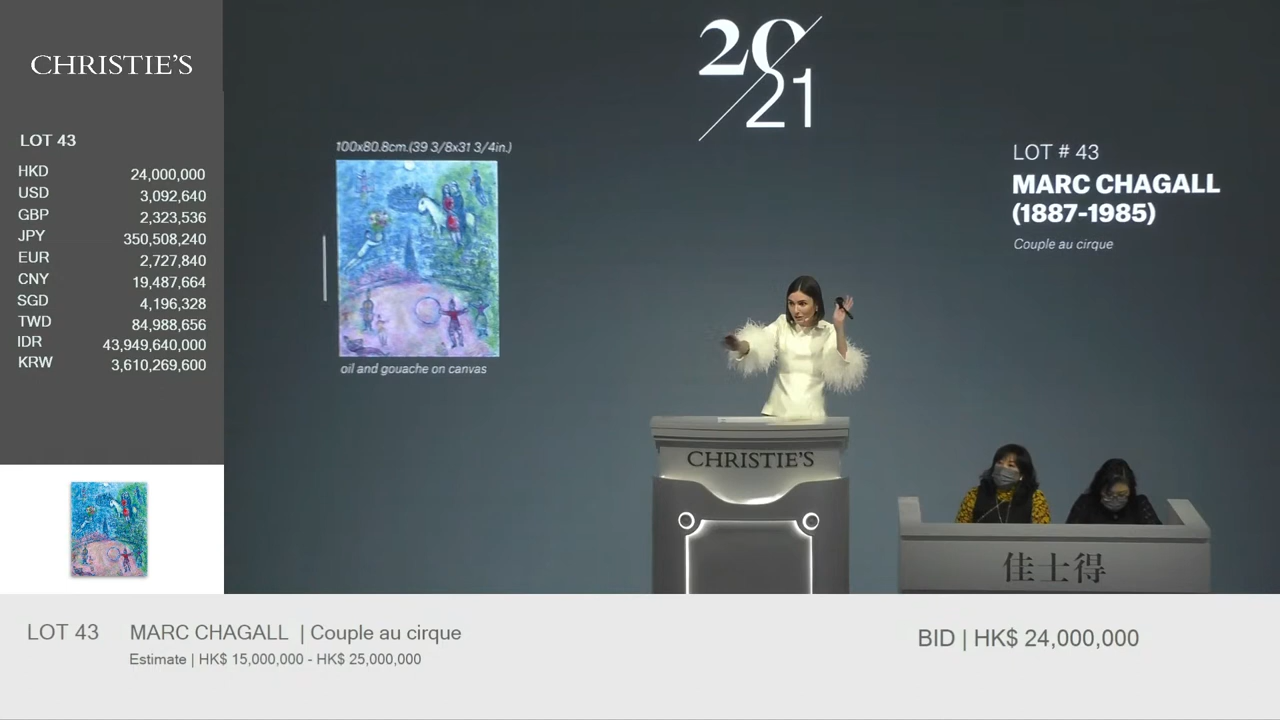 CHRISTIE'S
LOT 43
HKD 24,000,000
USD 3,092,640
GBP 2,323,536
JPY 350,508,240
EUR 2,727,840
CNY 19,487,664
SGD 4,196,328
TWD 84,988,656
IDR 43,949,640,000
KRW 3,610,269,600
20/21
100x80.8cm.(39 3/8x31 3/4in.)
oil and gouache on canvas
LOT # 43
MARC CHAGALL
(1887-1985)
Couple au cirque
CHRISTIE'S
佳士得
LOT 43 MARC CHAGALL | Couple au cirque
Estimate | HK$ 15,000,000 - HK$ 25,000,000
BID | HK$ 24,000,000